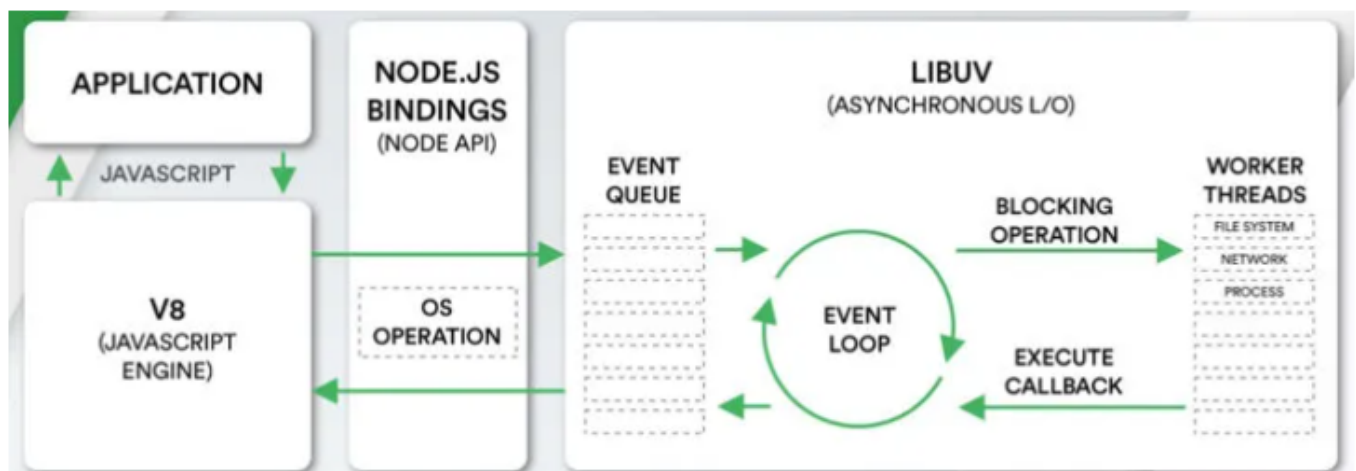 APPLICATION
JAVASCRIPT
V8
(JAVASCRIPT
ENGINE)
NODE.JS
BINDINGS
(NODE API)
OS
OPERATION
LIBUV
(ASYNCHRONOUS L/O)
EVENT
QUEUE
EVENT
LOOP
BLOCKING
OPERATION
EXECUTE
CALLBACK
WORKER
THREADS
FILE SYSTEM
NETWORK
PROCESS